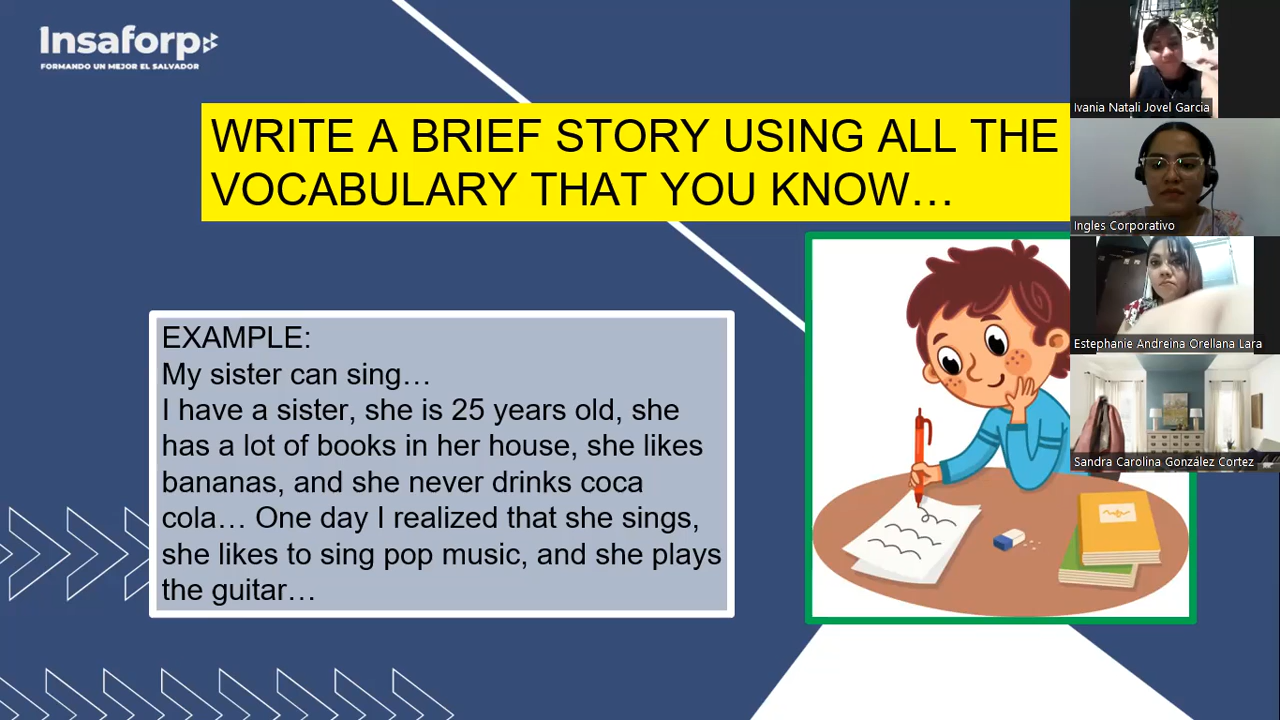 Insaforp
FORMANDO UN MEJOR EL SALVADOR
WRITE A BRIEF STORY USING ALL THE
VOCABULARY THAT YOU KNOW…
EXAMPLE:
My sister can sing…
I have a sister, she is 25 years old, she
has a lot of books in her house, she likes
bananas, and she never drinks coca
cola… One day I realized that she sings,
she likes to sing pop music, and she plays
the guitar…
Ivania Natali Jovel Garcia
Ingles Corporativo
Estephanie Andreina Orellana Lara
Sandra Carolina González Cortez